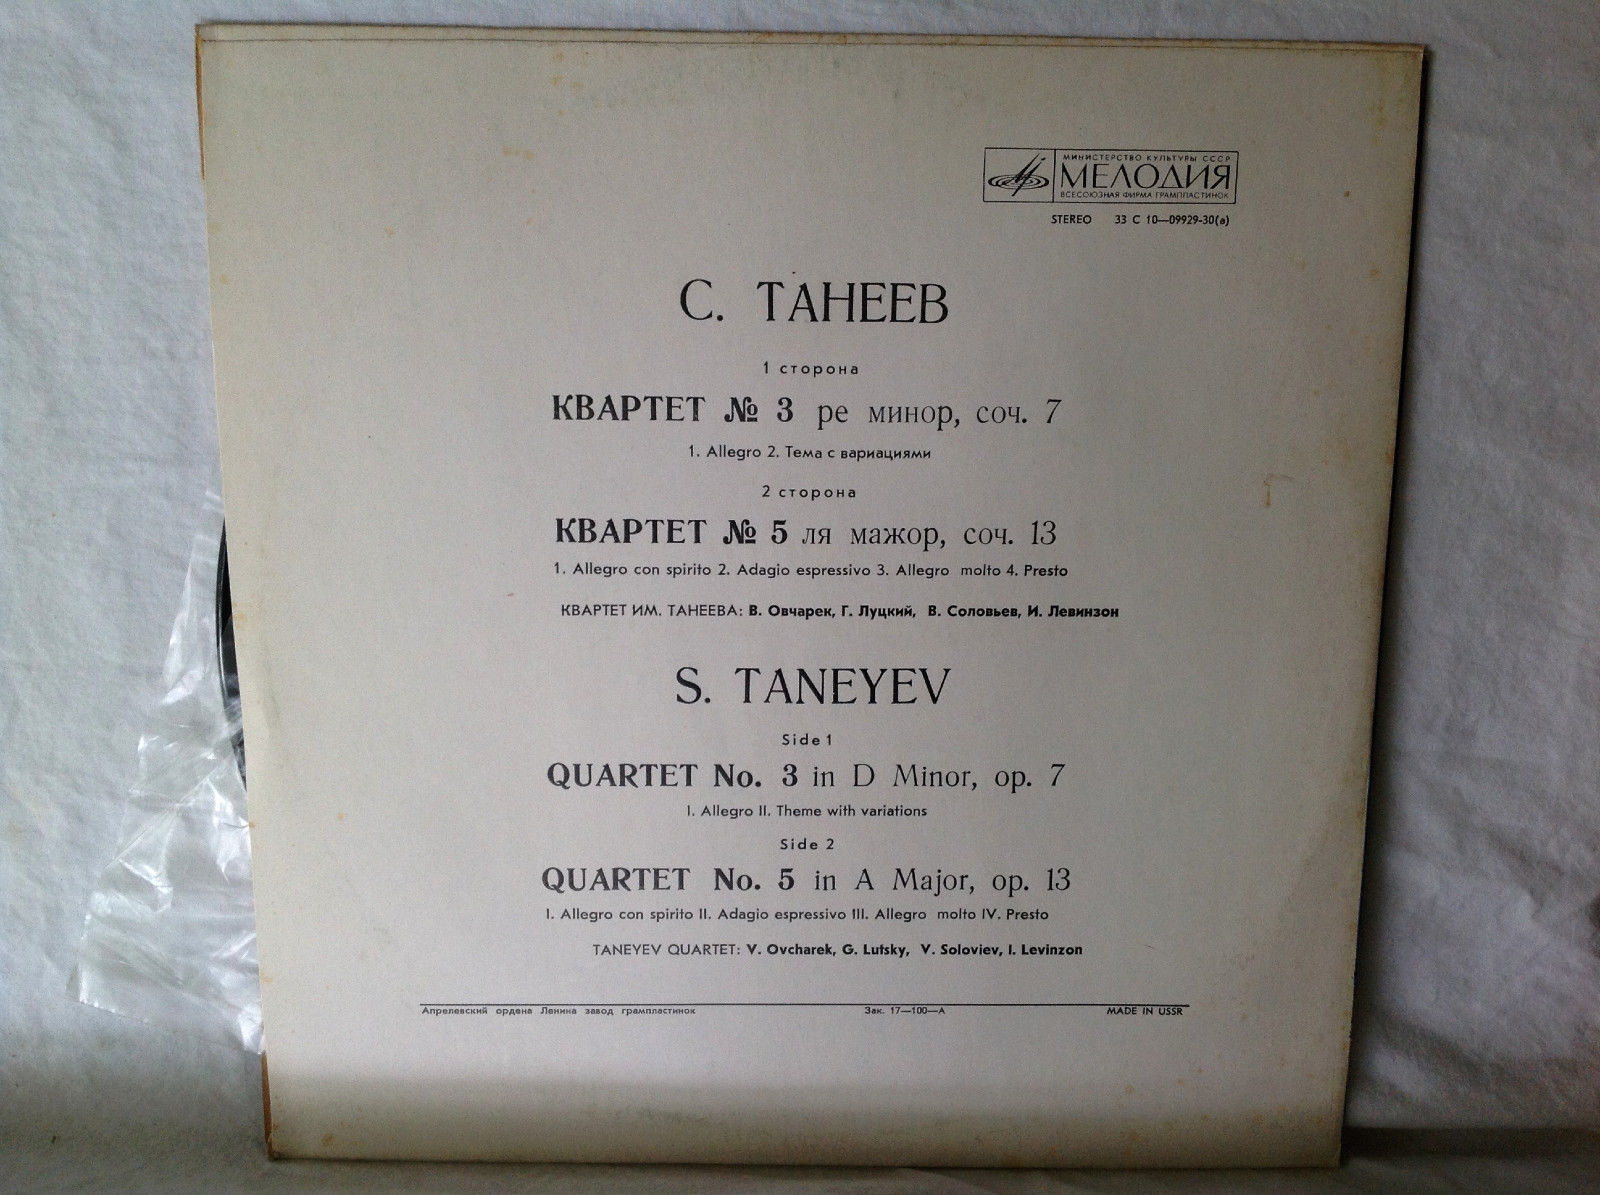 МИНИСТЕРСТВО КУЛЬТУРЫ СССР
МЕЛОДИЯ
ВСЕСОЮЗНАЯ ФИРМА ГРАМПЛАСТИНОК
STEREO 33 С 10—09929-30(а)
С. ТАНЕЕВ
1 сторона
КВАРТЕТ № 3 ре минор, соч. 7
1. Allegro 2. Тема с вариациями
2 сторона
КВАРТЕТ № 5 ля мажор, соч. 13
1. Allegro con spirito 2. Adagio espressivo 3. Allegro molto 4. Presto
КВАРТЕТ ИМ. ТАНЕЕВА: В. Овчарек, Г. Луцкий, В. Соловьев, И. Левинзон
S. TANEYEV
Side 1
QUARTET No. 3 in D Minor, op. 7
I. Allegro II. Theme with variations
Side 2
QUARTET No. 5 in A Major, op. 13
I. Allegro con spirito II. Adagio espressivo III. Allegro molto IV. Presto
TANEYEV QUARTET: V. Ovcharek, G. Lutsky, V. Soloviev, I. Levinzon
Апрелевский ордена Ленина завод грампластинок Зак. 17—100—А MADE IN USSR